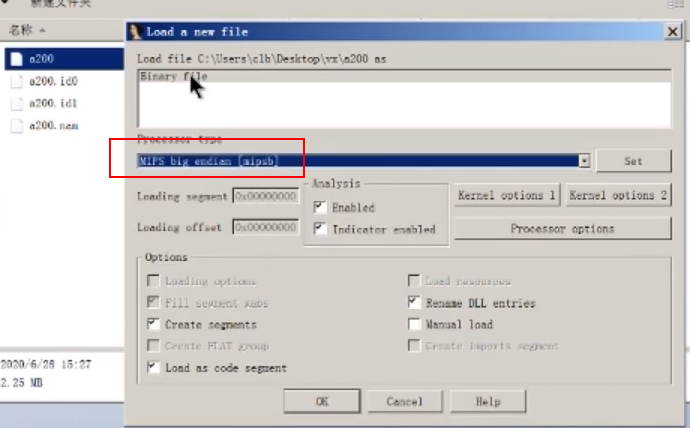 新建文件夹
名称
a200
a200.id0
a200.id1
a200.nam
2020/6/28 15:27
2.25 MB
Load a new file
Load file C:\Users\clb\Desktop\vx\a200 as
Binary file
Processor type
MIPS big endian [mipsb]
Set
Loading segment 0x00000000
Loading offset 0x00000000
Analysis
Enabled
Indicator enabled
Kernel options 1
Kernel options 2
Processor options
Options
Loading options
Load resources
Fill segment gaps
Rename DLL entries
Create segments
Manual load
Create FLAT group
Create imports segment
Load as code segment
OK
Cancel
Help